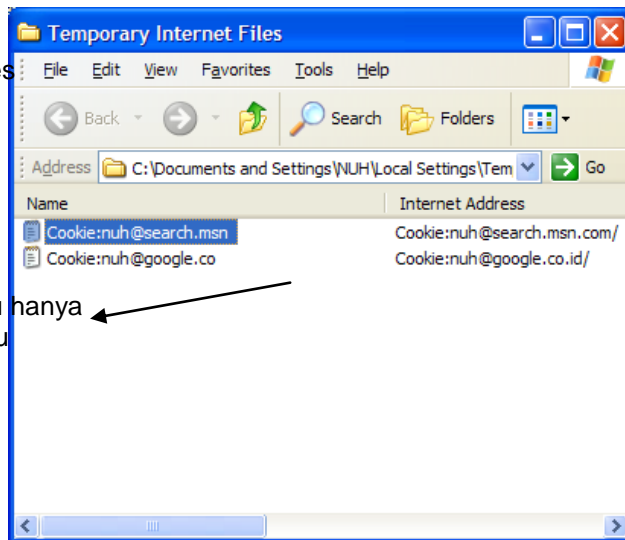 Temporary Internet Files
es
File Edit View Favorites Tools Help
Back Search Folders
Address C:\Documents and Settings\NUH\Local Settings\Tem Go
Name Internet Address
Cookie:nuh@search.msn Cookie:nuh@search.msn.com/
Cookie:nuh@google.co Cookie:nuh@google.co.id/
hanya